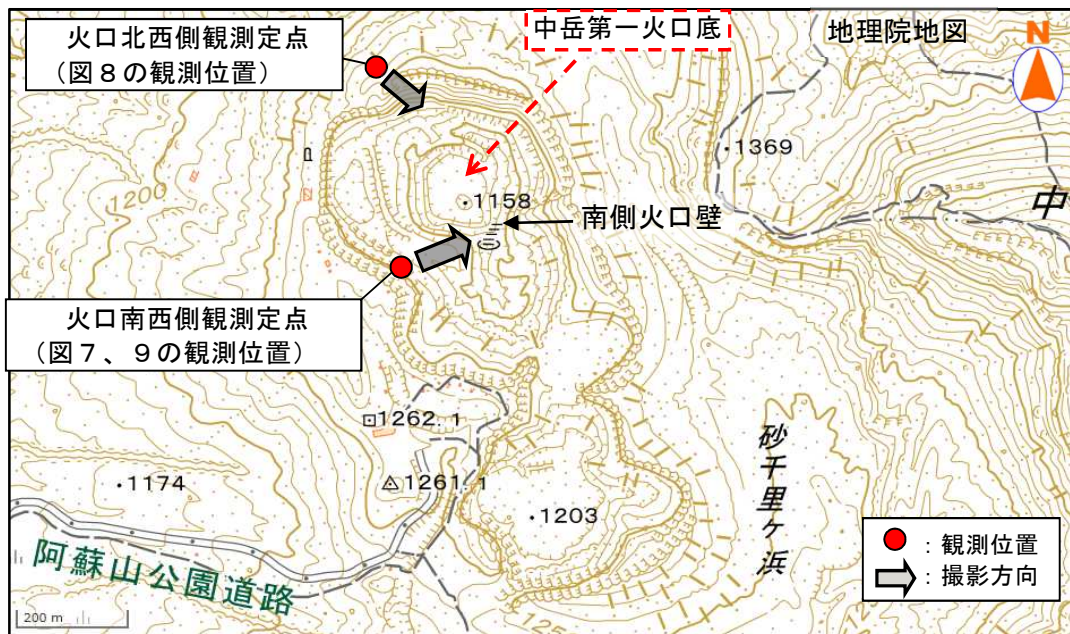 火口北西側観測定点
（図８の観測位置）
中岳第一火口底
地理院地図
N
1369
1200
1158
中
南側火口壁
火口南西側観測定点
（図７、９の観測位置）
1262.1
1261.1
1174
1203
砂千里ヶ浜
阿蘇山公園道路
：観測位置
：撮影方向
200 m